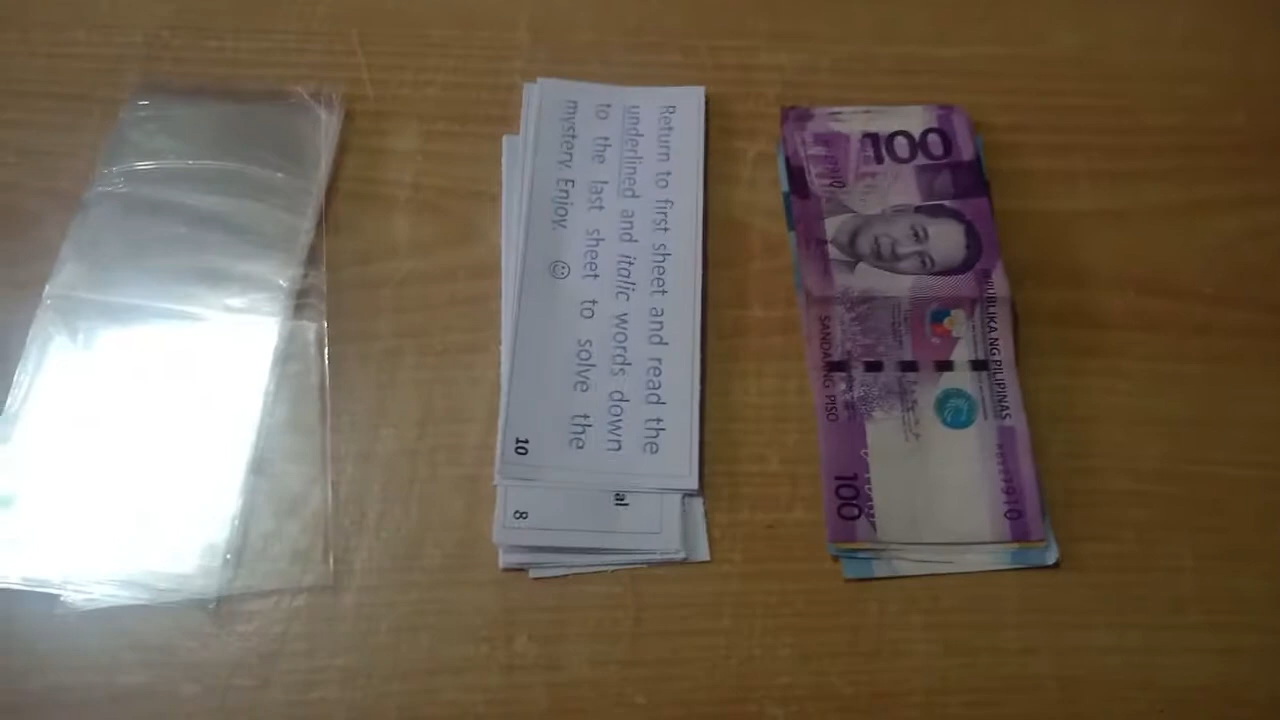 Return to first sheet and read the
underlined and italic words down
to the last sheet to solve the
mystery. Enjoy. ☺
10
al
8
100
REPUBLIKA NG PILIPINAS
SANDAANG PISO
100